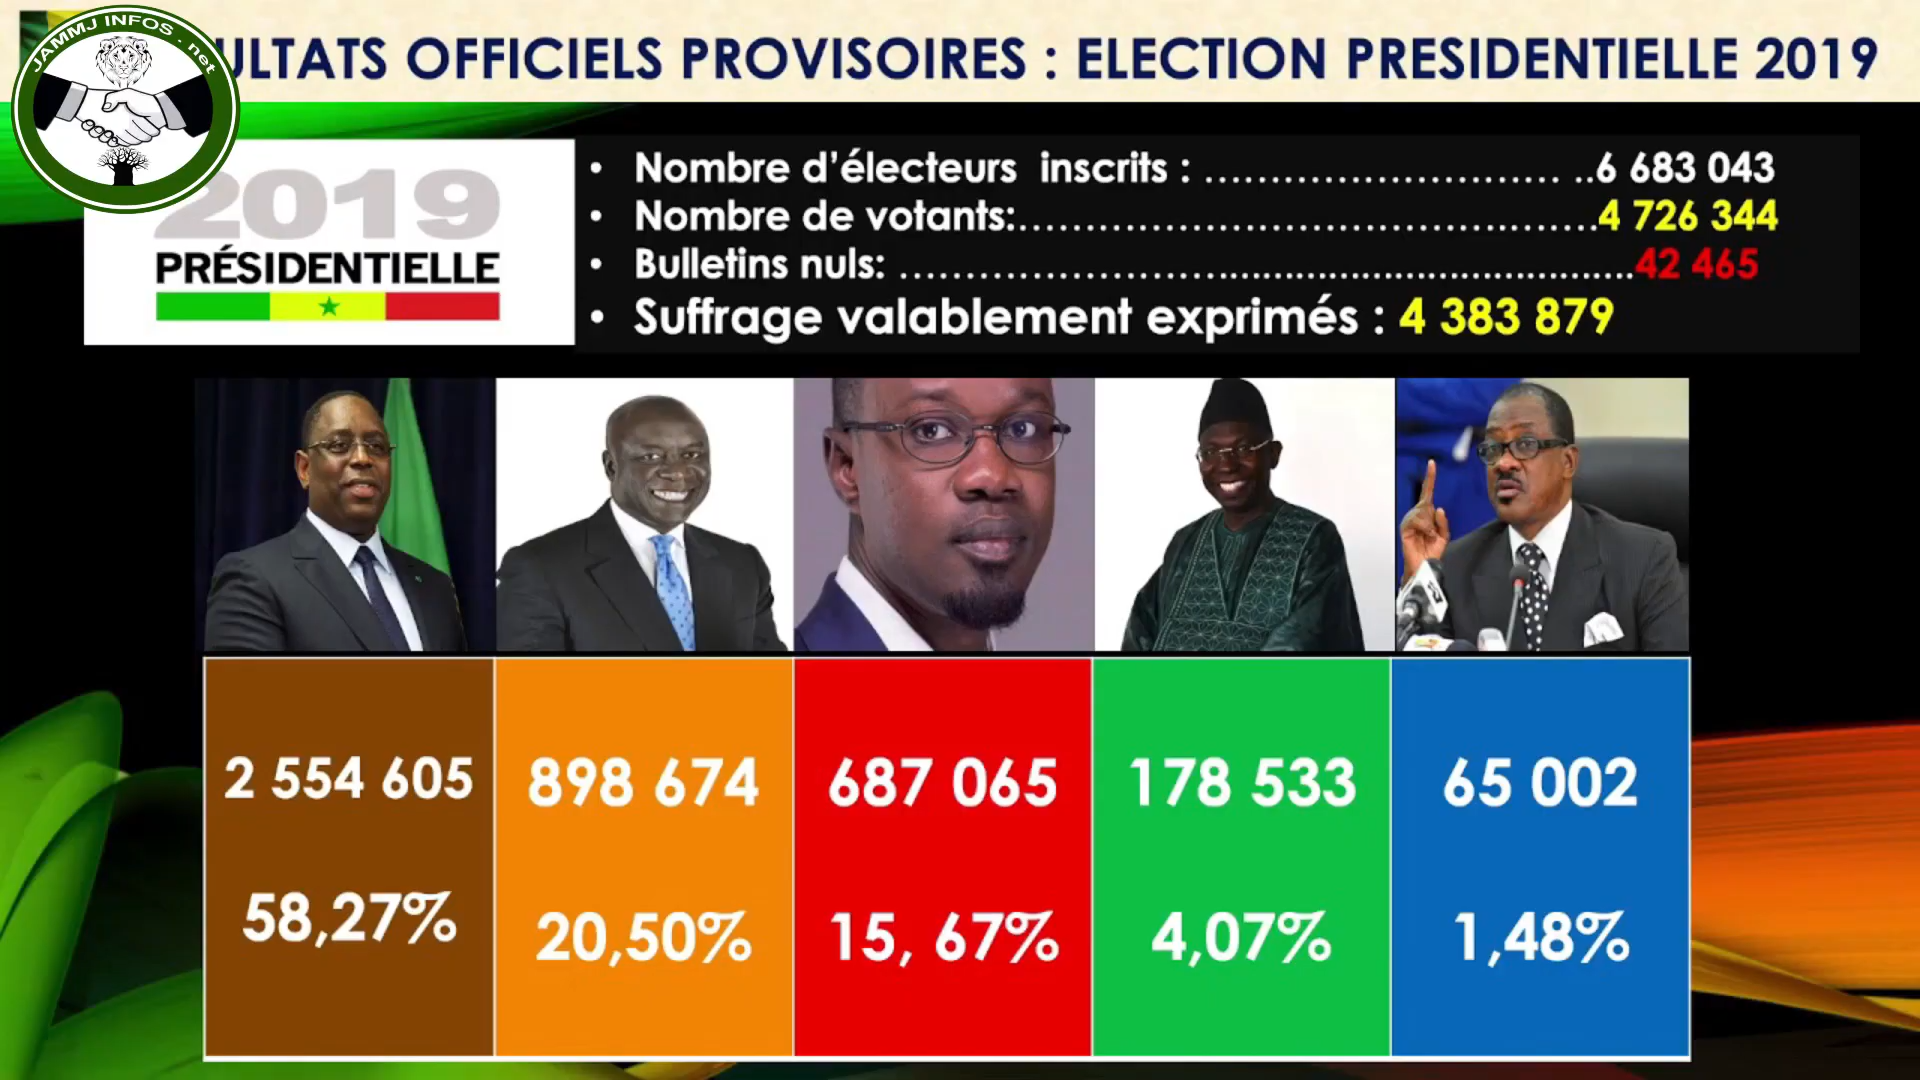 JAMMJ INFOS . net
ULTATS OFFICIELS PROVISOIRES : ELECTION PRESIDENTIELLE 2019
2019
PRÉSIDENTIELLE
• Nombre d’électeurs inscrits : ................................ ..6 683 043
• Nombre de votants:....................................................4 726 344
• Bulletins nuls: ..............................................................42 465
• Suffrage valablement exprimés : 4 383 879
2 554 605
898 674
687 065
178 533
65 002
58,27%
20,50%
15, 67%
4,07%
1,48%